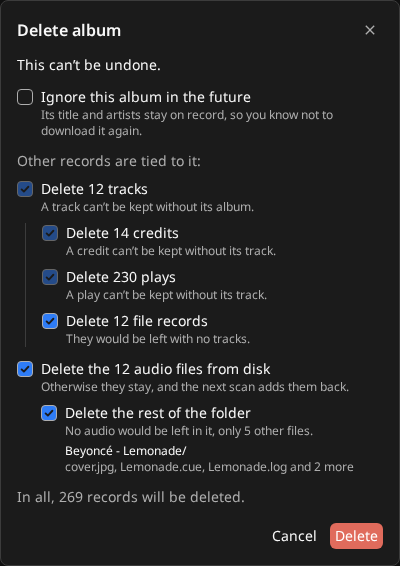 Delete album
This can’t be undone.
Ignore this album in the future
Its title and artists stay on record, so you know not to
download it again.
Other records are tied to it:
Delete 12 tracks
A track can’t be kept without its album.
Delete 14 credits
A credit can’t be kept without its track.
Delete 230 plays
A play can’t be kept without its track.
Delete 12 file records
They would be left with no tracks.
Delete the 12 audio files from disk
Otherwise they stay, and the next scan adds them back.
Delete the rest of the folder
No audio would be left in it, only 5 other files.
Beyoncé - Lemonade/
cover.jpg, Lemonade.cue, Lemonade.log and 2 more
In all, 269 records will be deleted.
Cancel Delete